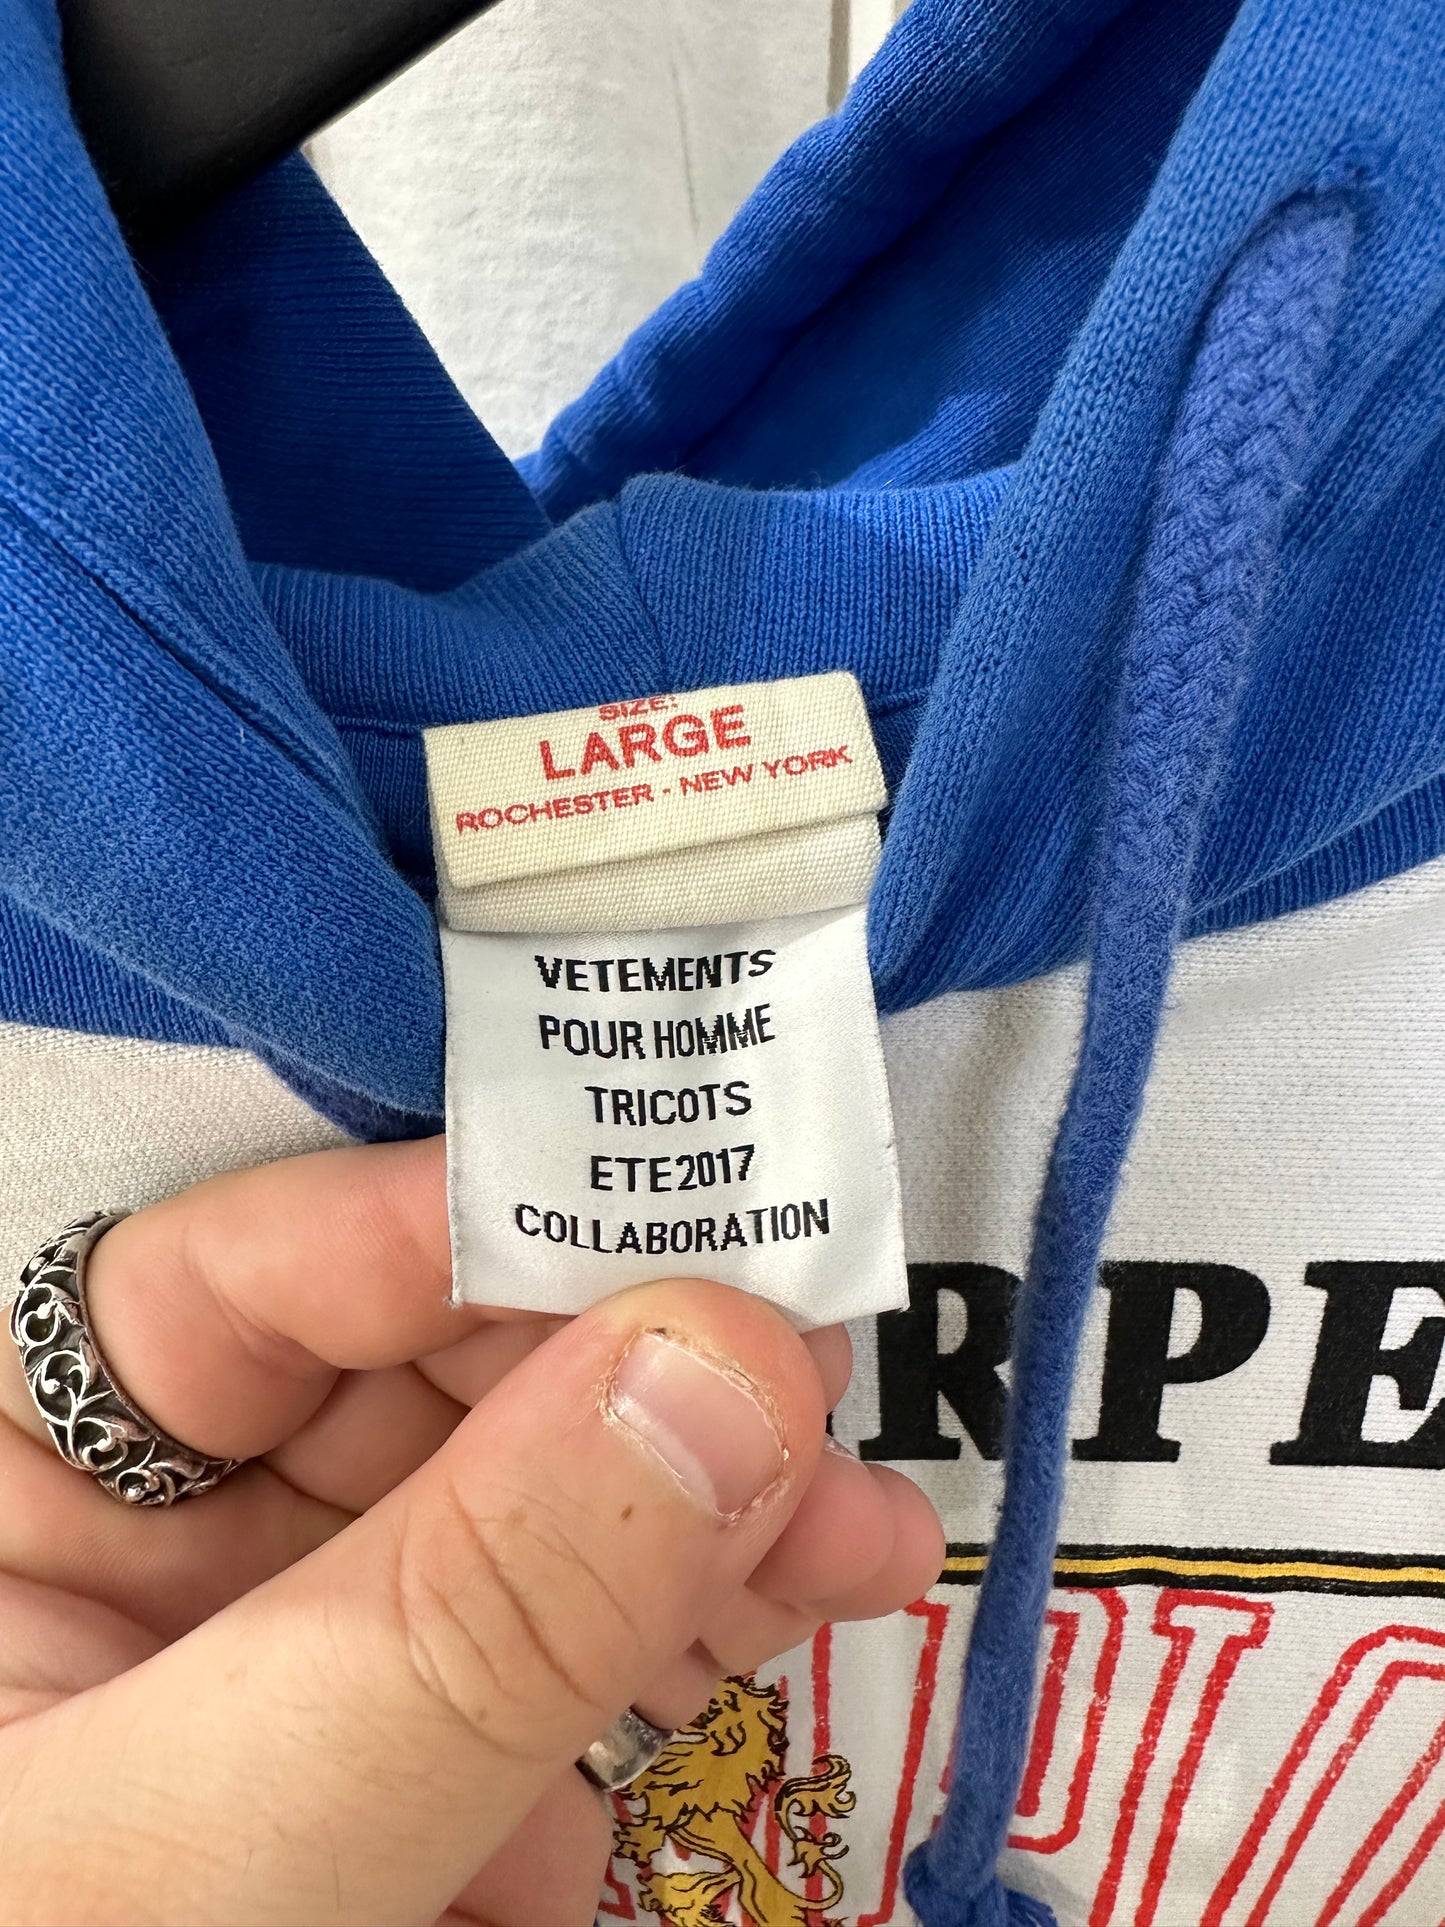 SIZE:
LARGE
ROCHESTER - NEW YORK
VETEMENTS
POUR HOMME
TRICOTS
ETE2017
COLLABORATION
RPE